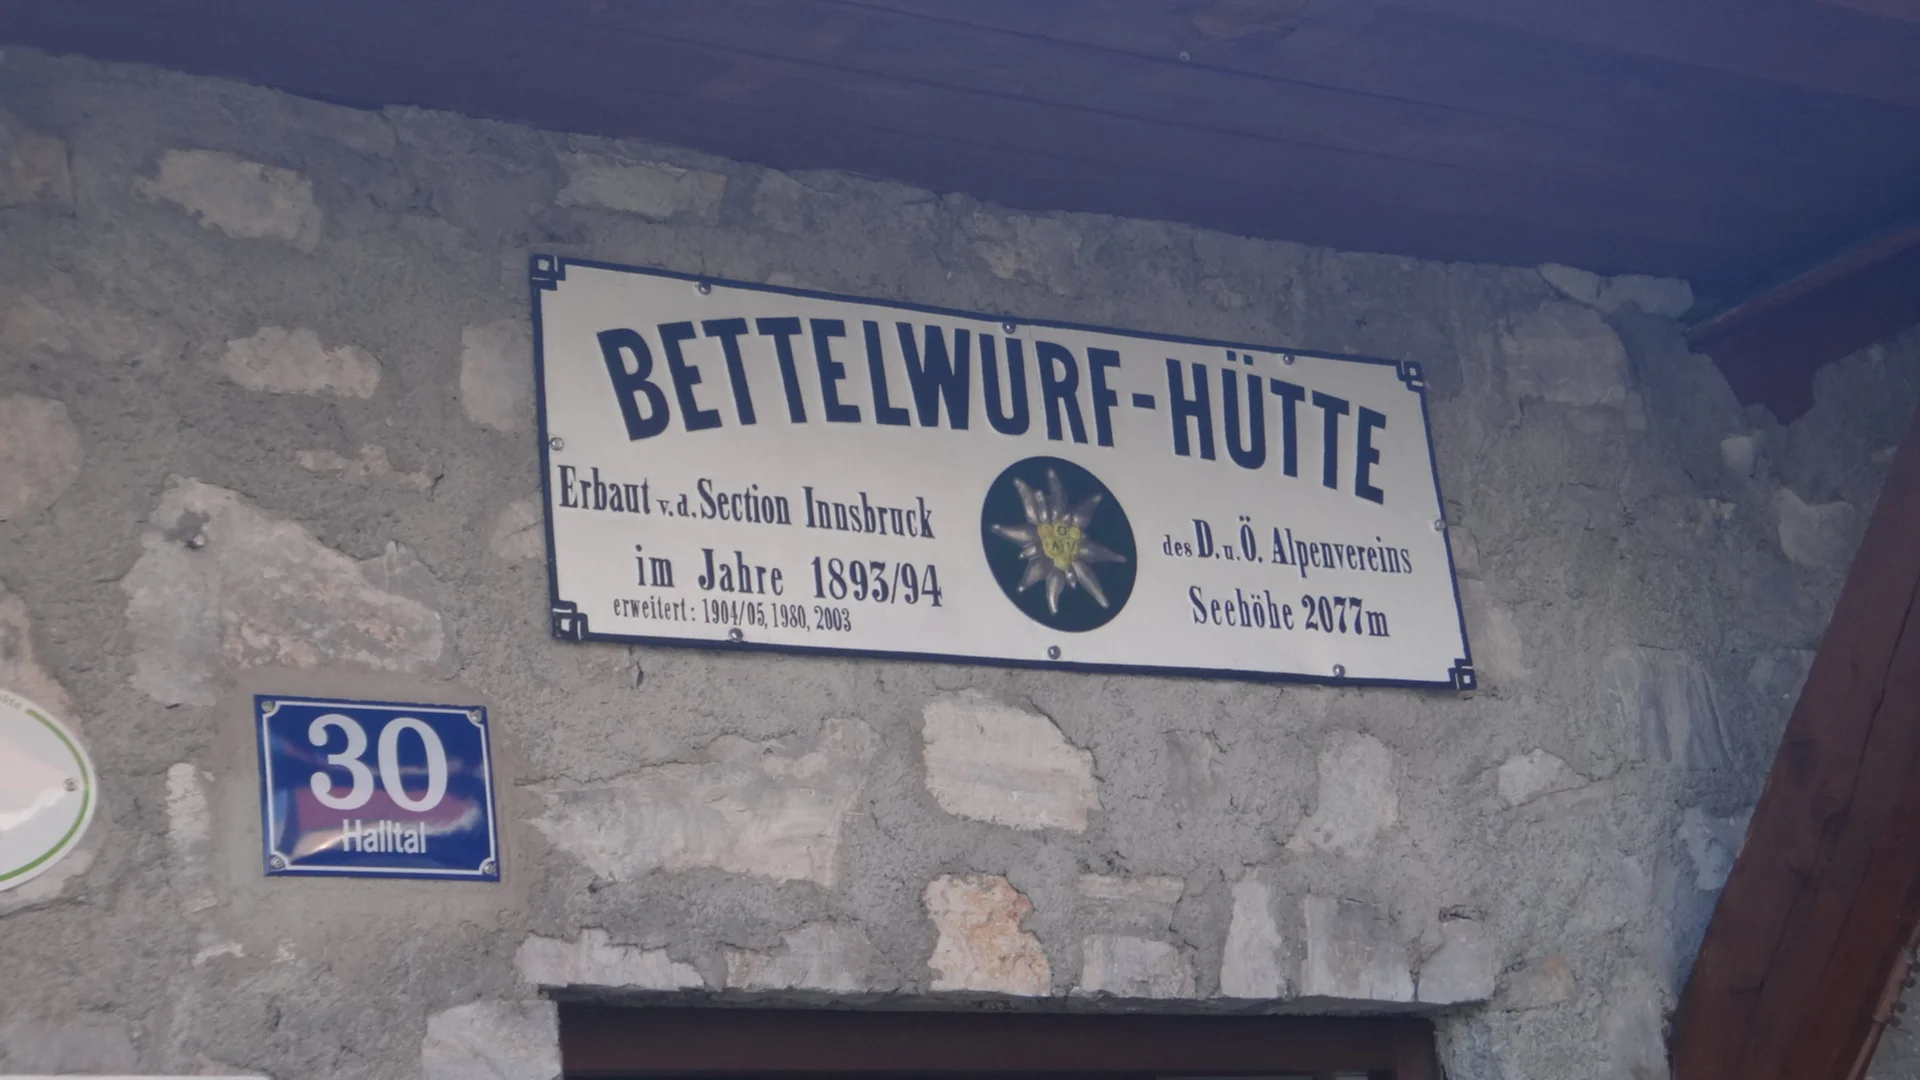 BETTELWURF-HÜTTE
Erbaut v.d. Section Innsbruck
im Jahre 1893/94
erweitert: 1904/05, 1980, 2003
Ö
AV
des D. u. Ö. Alpenvereins
Seehöhe 2077m
30
Halltal